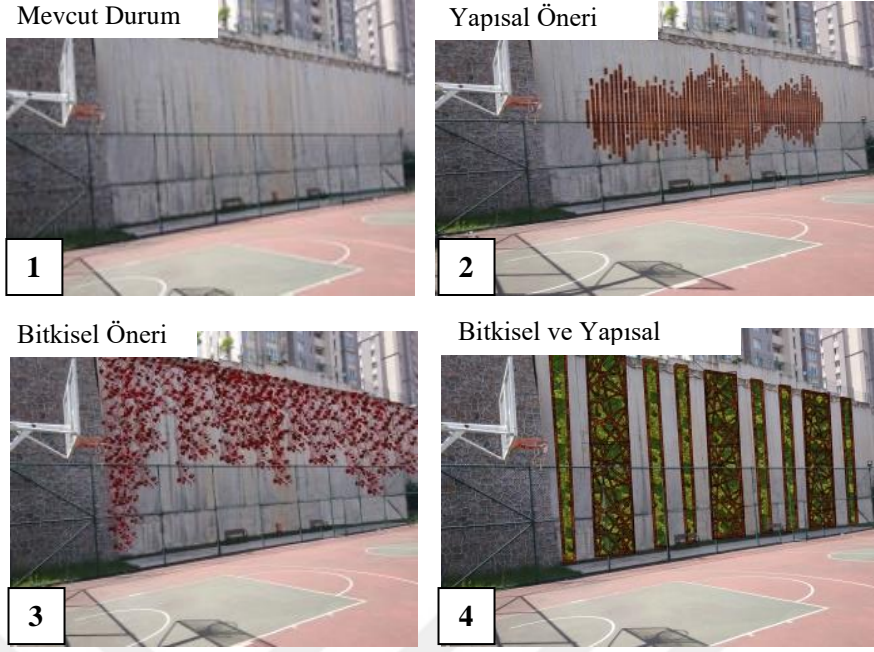 Mevcut Durum
Yapısal Öneri
1
2
Bitkisel Öneri
Bitkisel ve Yapısal
3
4